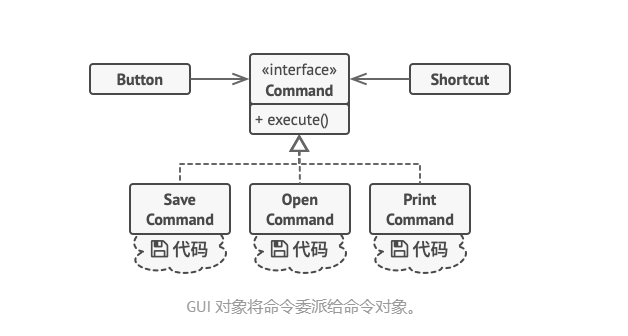 Button
«interface»
Command
Shortcut
+ execute()
Save
Command
Open
Command
Print
Command
代码
代码
代码
GUI 对象将命令委派给命令对象。